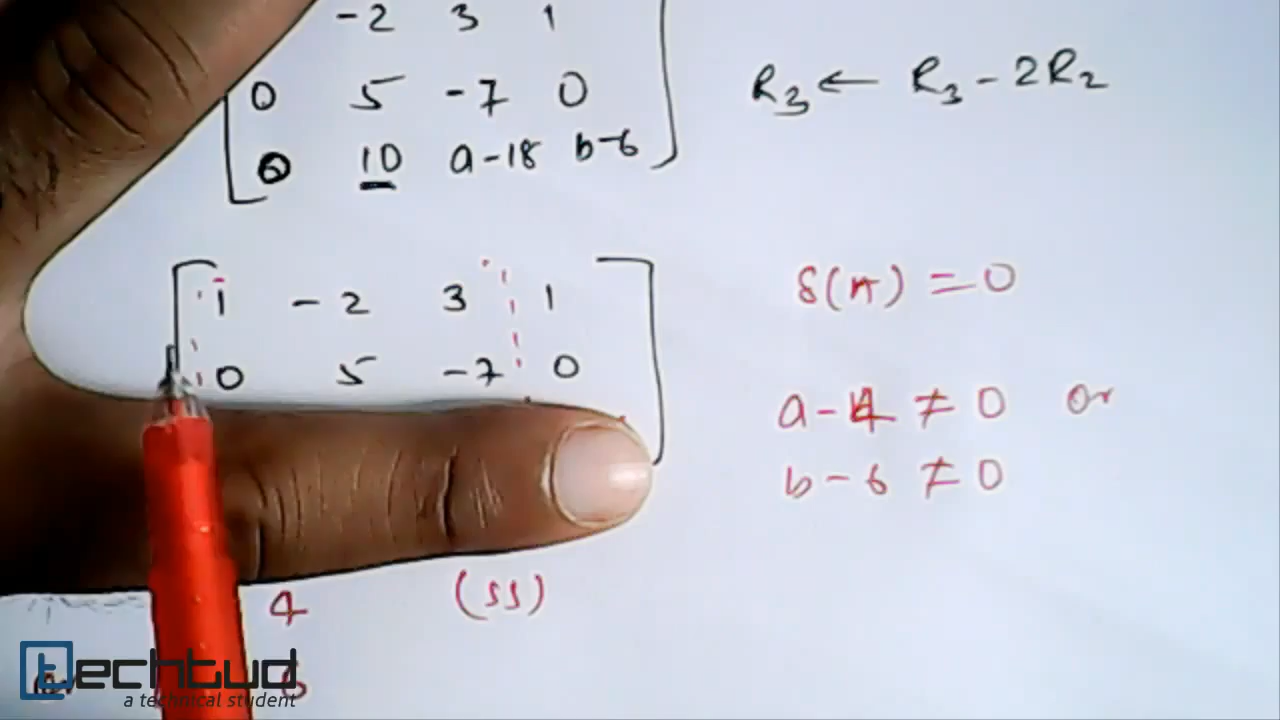 -2 3 1
0 5 -7 0
0 10 a-18 b-6
R3 ← R3 - 2R2
1 -2 3 1
0 5 -7 0
δ(A) = 0
a-4 ≠ 0 or
b-6 ≠ 0
4 (SS)
6
techtud
a technical student